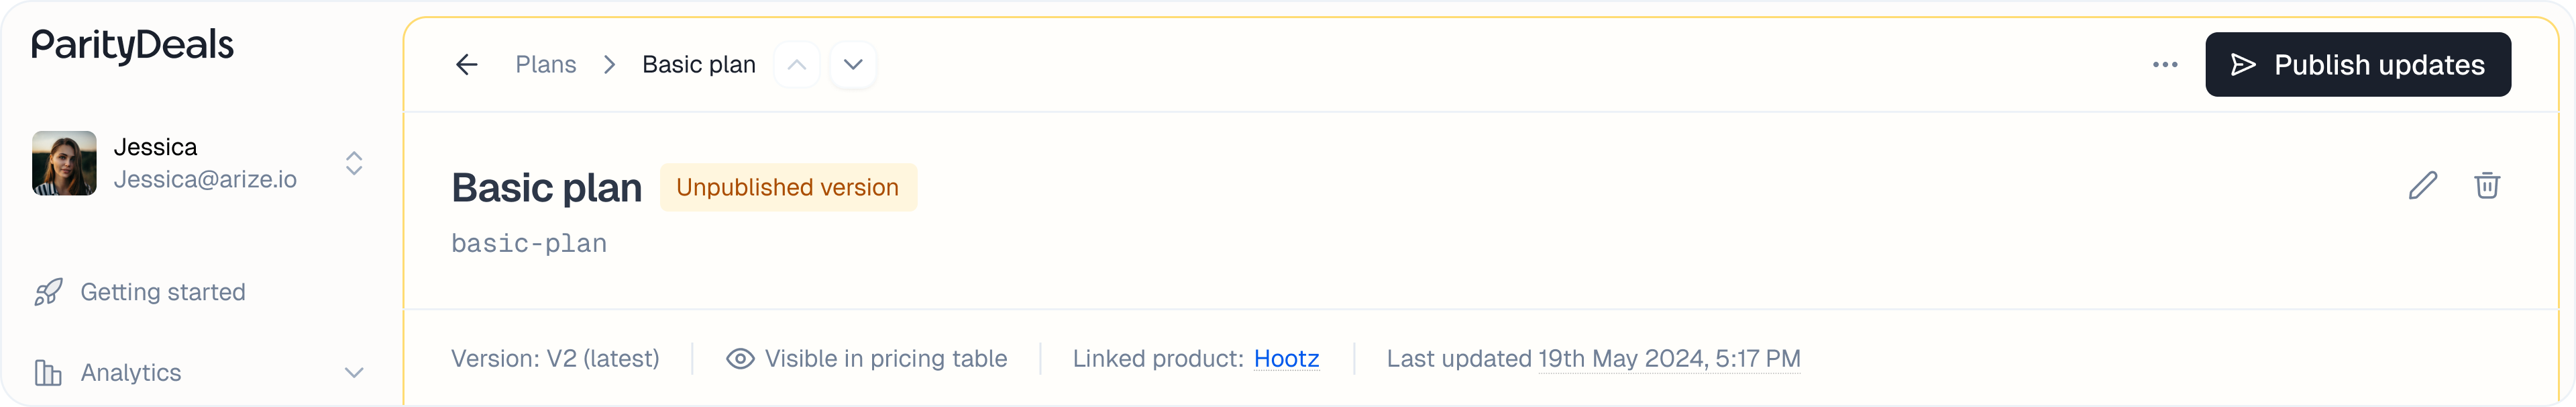 ParityDeals
Jessica
Jessica@arize.io
Getting started
Analytics
Plans
Basic plan
Publish updates
Basic plan
Unpublished version
basic-plan
Version: V2 (latest)
Visible in pricing table
Linked product: Hootz
Last updated 19th May 2024, 5:17 PM